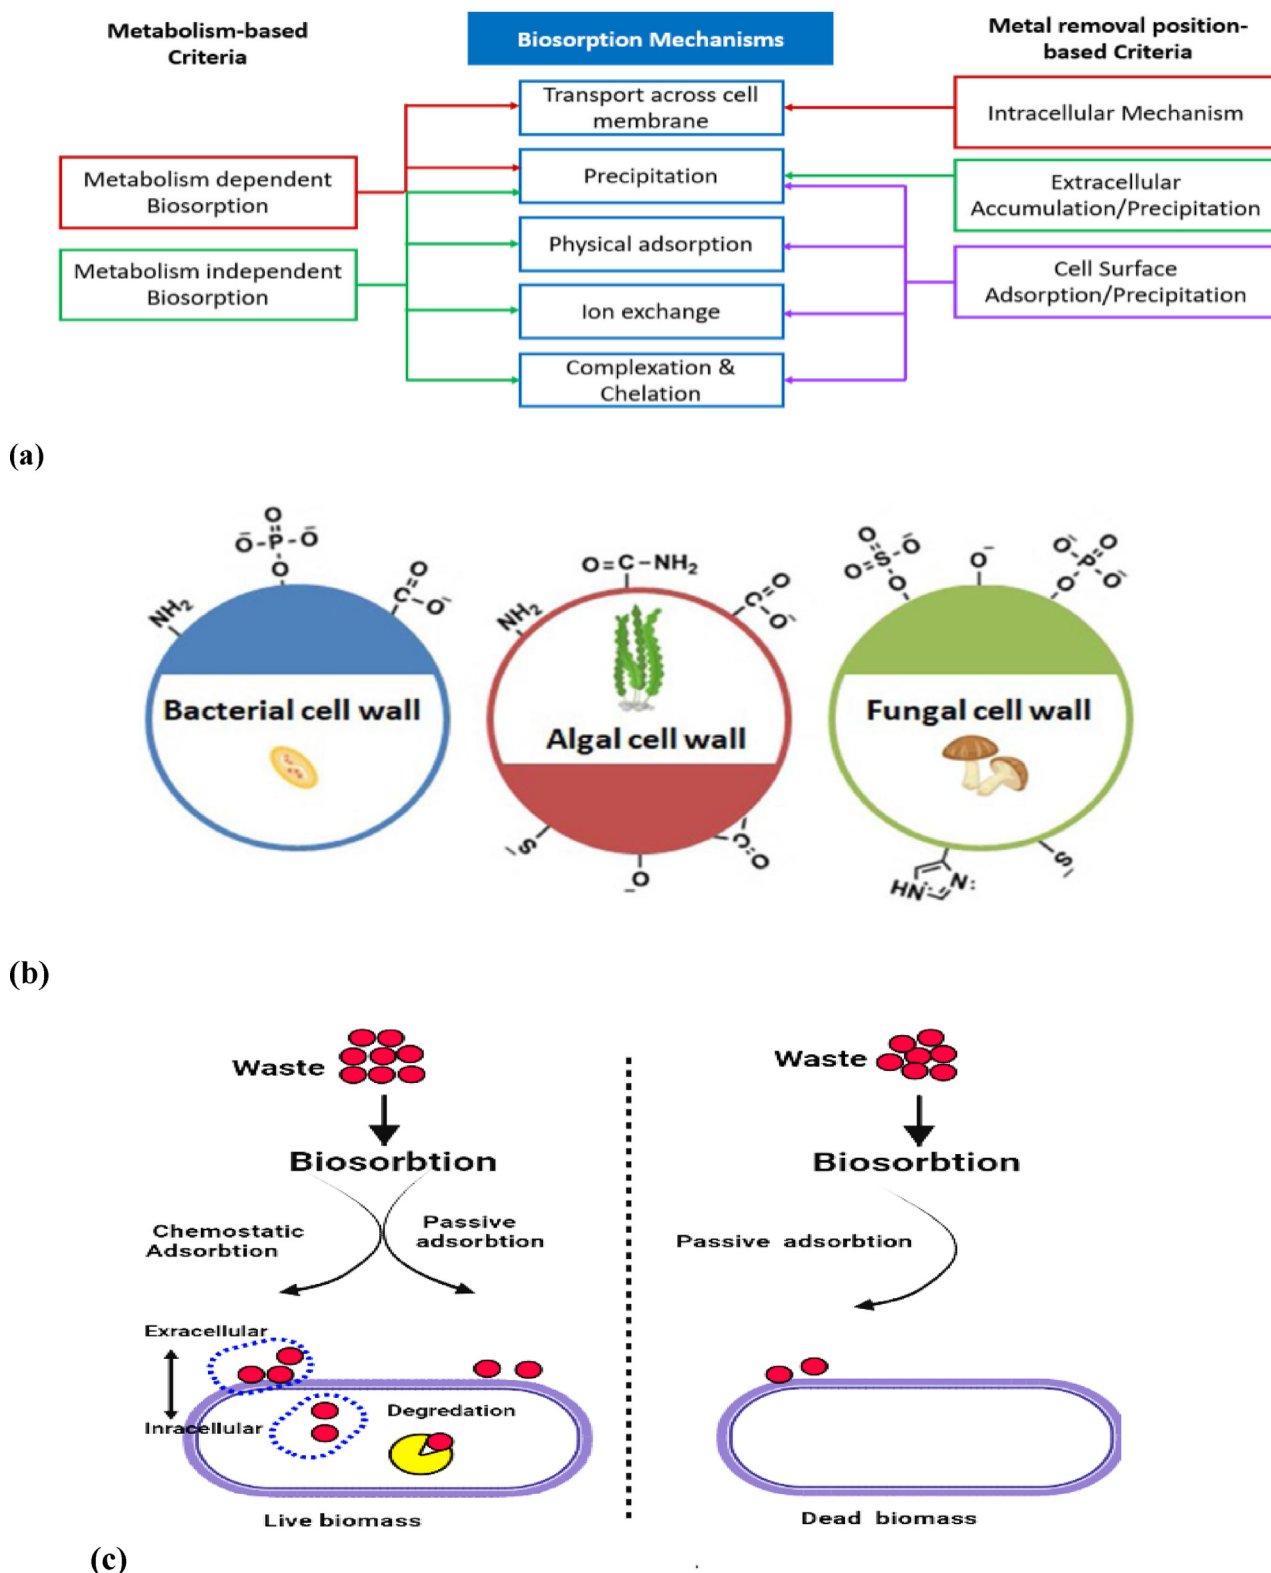 Metabolism-based
Criteria
Biosorption Mechanisms
Metal removal position-
based Criteria
Transport across cell
membrane
Intracellular Mechanism
Metabolism dependent
Biosorption
Precipitation
Extracellular
Accumulation/Precipitation
Physical adsorption
Metabolism independent
Biosorption
Cell Surface
Adsorption/Precipitation
Ion exchange
Complexation &
Chelation
(a)
NH₂
O
⁻O-P-O⁻
O
C
O
O⁻
Bacterial cell wall
NH₂
O=C-NH₂
C
O
O⁻
Algal cell wall
S⁻
O⁻
C=O
O=S=O
O⁻
O
O⁻
O⁻
P
O
O⁻
O
Fungal cell wall
HN
N:
S⁻
(b)
Waste
Biosorbtion
Chemostatic
Adsorbtion
Passive
adsorbtion
Exracellular
Inracellular
Degredation
Live biomass
Waste
Biosorbtion
Passive adsorbtion
Dead biomass
(c)